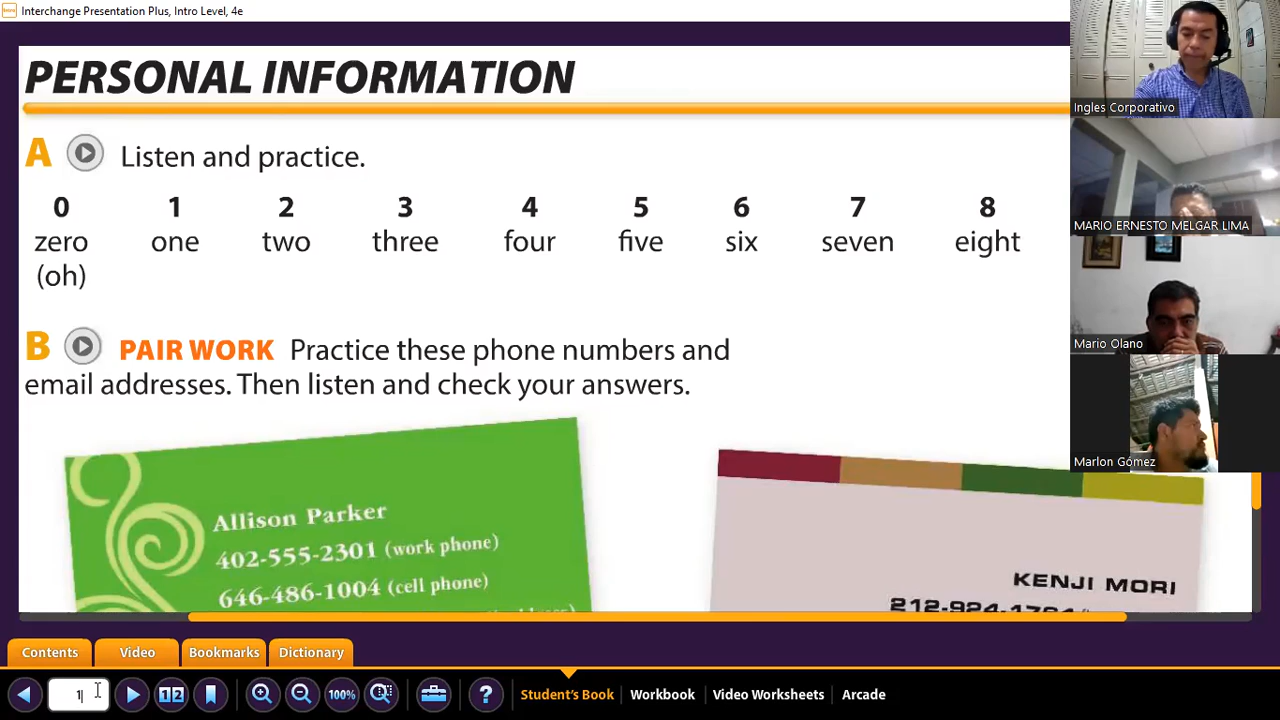 Interchange Presentation Plus, Intro Level, 4e
PERSONAL INFORMATION
A Listen and practice.
0 1 2 3 4 5 6 7 8
zero one two three four five six seven eight
(oh)
B PAIR WORK Practice these phone numbers and
email addresses. Then listen and check your answers.
Allison Parker
402-555-2301 (work phone)
646-486-1004 (cell phone)
KENJI MORI
Ingles Corporativo
MARIO ERNESTO MELGAR LIMA
Mario Olano
Marlon Gómez
Contents Video Bookmarks Dictionary
1 1 2 100% ? Student's Book Workbook Video Worksheets Arcade